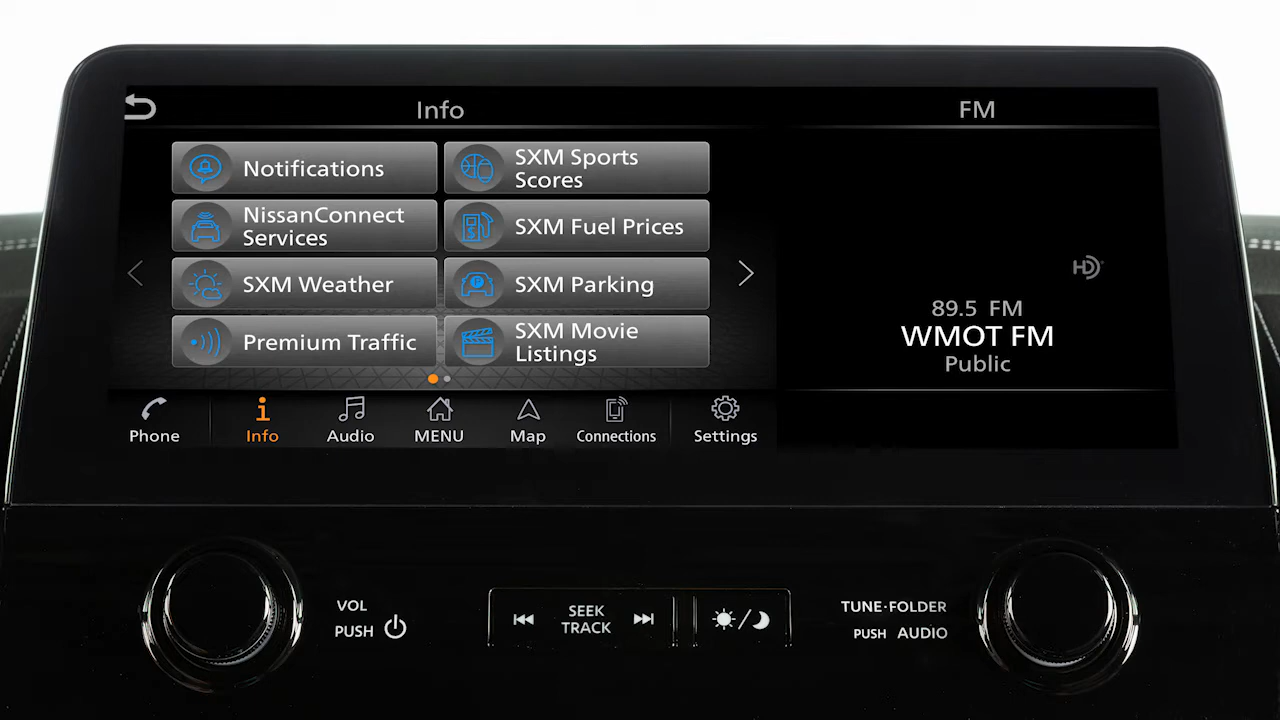 Info
FM
Notifications
SXM Sports
Scores
NissanConnect
Services
SXM Fuel Prices
SXM Weather
SXM Parking
Premium Traffic
SXM Movie
Listings
HD
89.5 FM
WMOT FM
Public
Phone
Info
Audio
MENU
Map
Connections
Settings
VOL
PUSH
SEEK
TRACK
TUNE·FOLDER
PUSH AUDIO